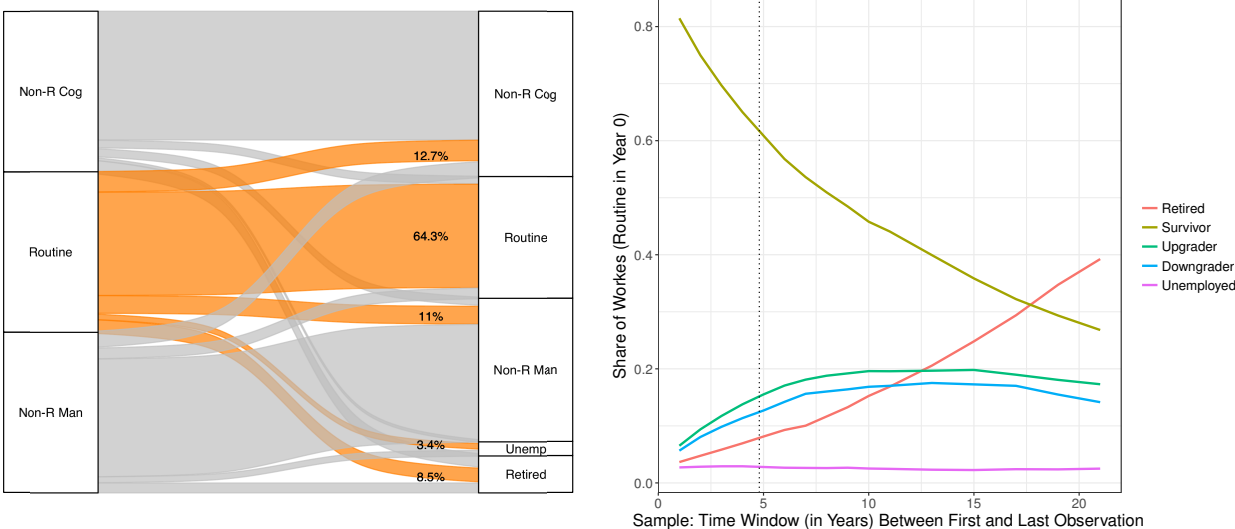 Non-R Cog
Routine
Non-R Man
12.7%
64.3%
11%
3.4%
8.5%
Non-R Cog
Routine
Non-R Man
Unemp
Retired
Share of Workes (Routine in Year 0)
0.8
0.6
0.4
0.2
0.0
0
5
10
15
20
Sample: Time Window (in Years) Between First and Last Observation
Retired
Survivor
Upgrader
Downgrader
Unemployed